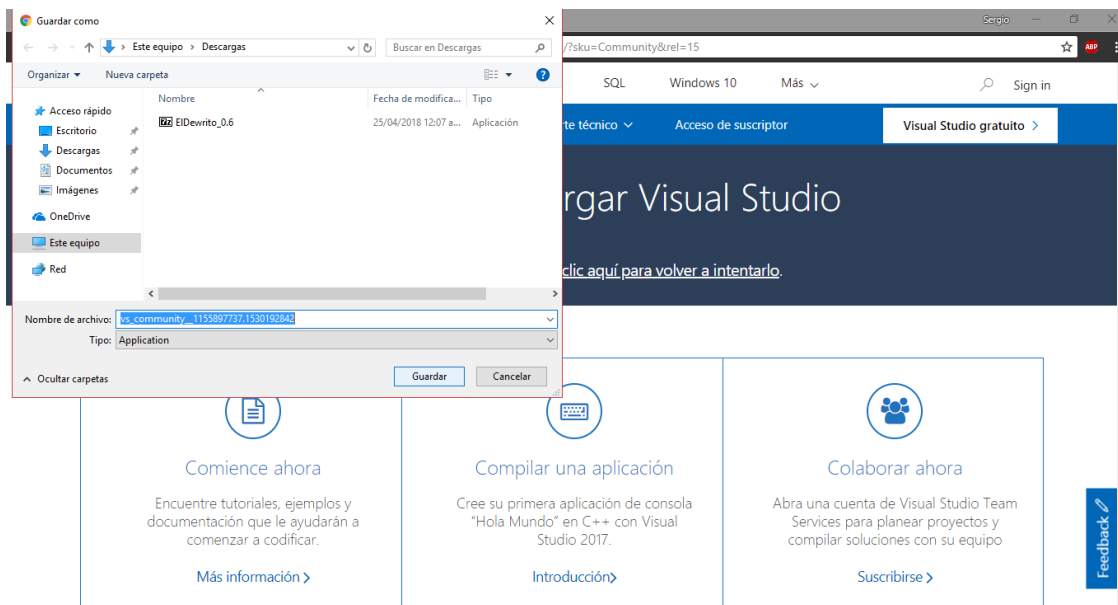 Guardar como
Sergio
Este equipo > Descargas
Buscar en Descargas
/?sku=Community&rel=15
ABP
Organizar
Nueva carpeta
SQL
Windows 10
Más
Sign in
Nombre
Fecha de modifica...
Tipo
Acceso rápido
ElDewrito_0.6
25/04/2018 12:07 a...
Aplicación
te técnico
Acceso de suscriptor
Visual Studio gratuito >
Escritorio
Descargas
Documentos
Imágenes
OneDrive
Este equipo
Red
rgar Visual Studio
clic aquí para volver a intentarlo.
Nombre de archivo: vs_community__1155897737.1530192842
Tipo: Application
Ocultar carpetas
Guardar
Cancelar
Comience ahora
Encuentre tutoriales, ejemplos y
documentación que le ayudarán a
comenzar a codificar.
Más información >
Compilar una aplicación
Cree su primera aplicación de consola
"Hola Mundo" en C++ con Visual
Studio 2017.
Introducción>
Colaborar ahora
Abra una cuenta de Visual Studio Team
Services para planear proyectos y
compilar soluciones con su equipo
Suscribirse >
Feedback